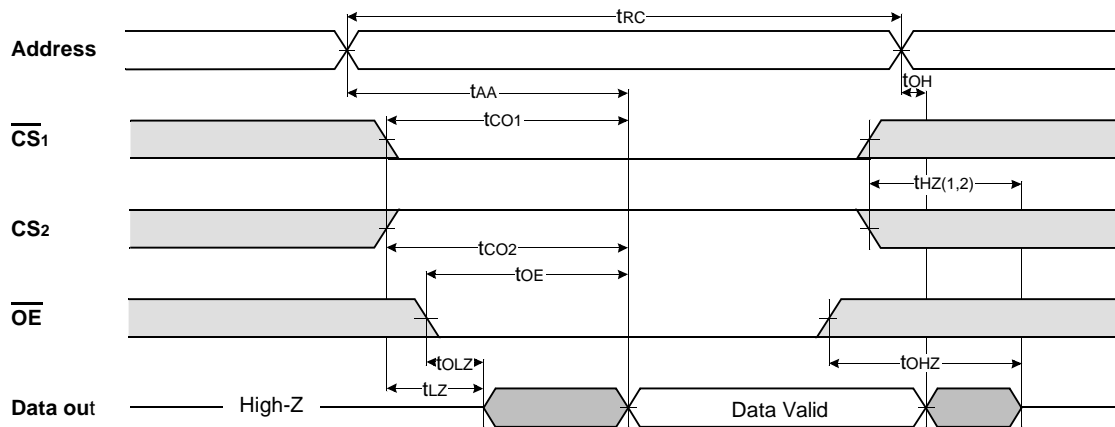 tRC
Address
tOH
tAA
tCO1
CS1
tHZ(1,2)
CS2
tCO2
tOE
OE
tOLZ
tOHZ
tLZ
Data out
High-Z
Data Valid